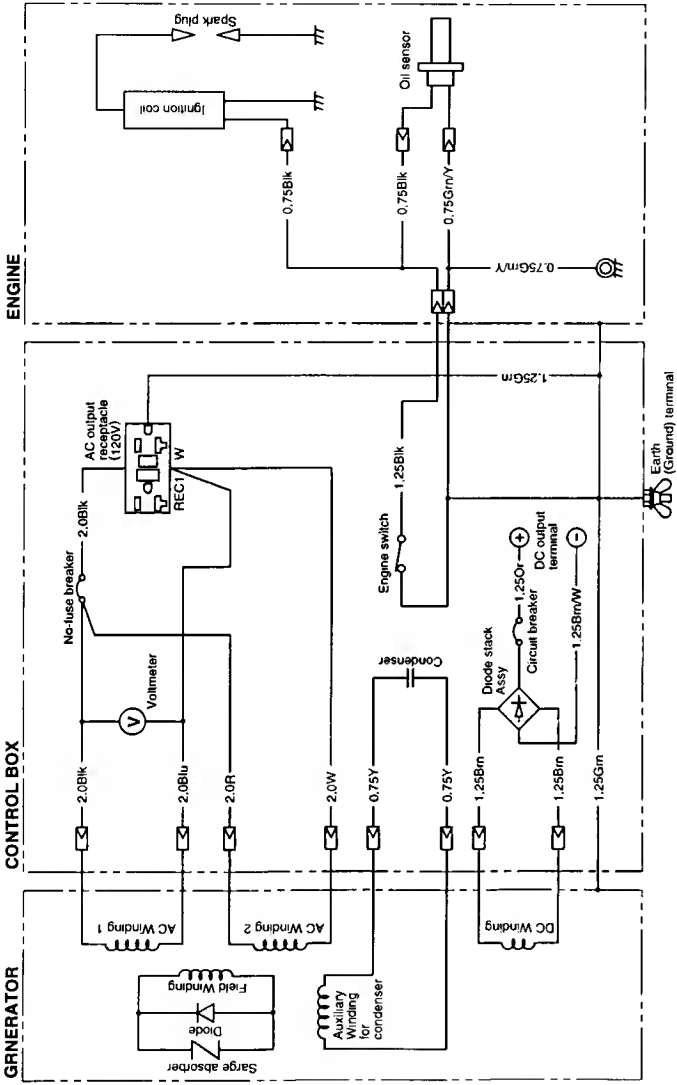 GRNERATOR
CONTROL BOX
ENGINE
Sarge absorber
Diode
Field Winding
AC Winding 1
AC Winding 2
Auxiliary
Winding
for
condenser
DC Winding
2.0Blk
2.0Blu
2.0R
2.0W
0.75Y
0.75Y
1.25Brn
1.25Brn
1.25Grn
V
Voltmeter
No-fuse breaker
2.0Blk
AC output
receptacle
(120V)
REC1
W
Condenser
Engine switch
1.25Blk
Diode stack
Assy
Circuit breaker
1.25Or
+
DC output
terminal
-
1.25Brn/W
1.25Grn
Earth
(Ground) terminal
Ignition coil
Spark plug
Oil sensor
0.75Blk
0.75Blk
0.75Grn/Y
0.75Grn/Y